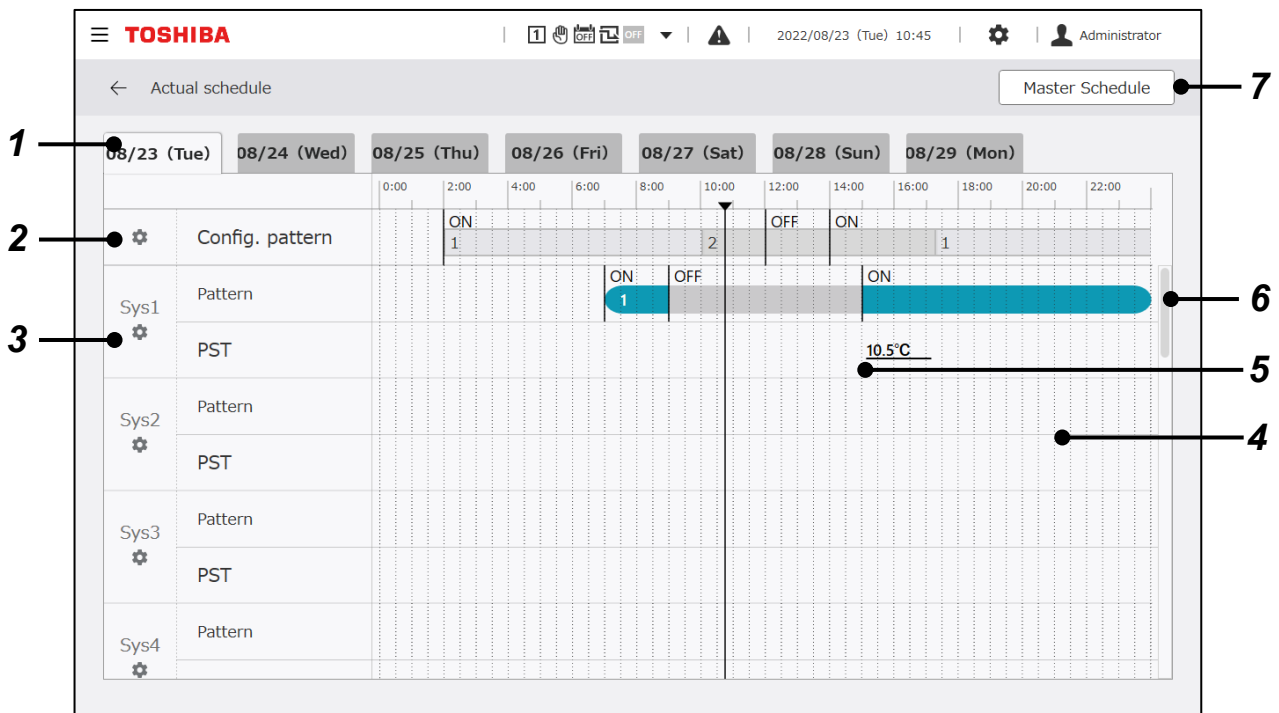 TOSHIBA 1 OFF OFF 2022/08/23 (Tue) 10:45 Administrator
Actual schedule Master Schedule 7
1
08/23 (Tue) 08/24 (Wed) 08/25 (Thu) 08/26 (Fri) 08/27 (Sat) 08/28 (Sun) 08/29 (Mon)
0:00 2:00 4:00 6:00 8:00 10:00 12:00 14:00 16:00 18:00 20:00 22:00
ON OFF ON
2 Config. pattern 1 2 1
ON OFF ON
Sys1 Pattern 1 6
3 PST 10.5°C
5
Sys2 Pattern
4
PST
Sys3 Pattern
PST
Sys4 Pattern